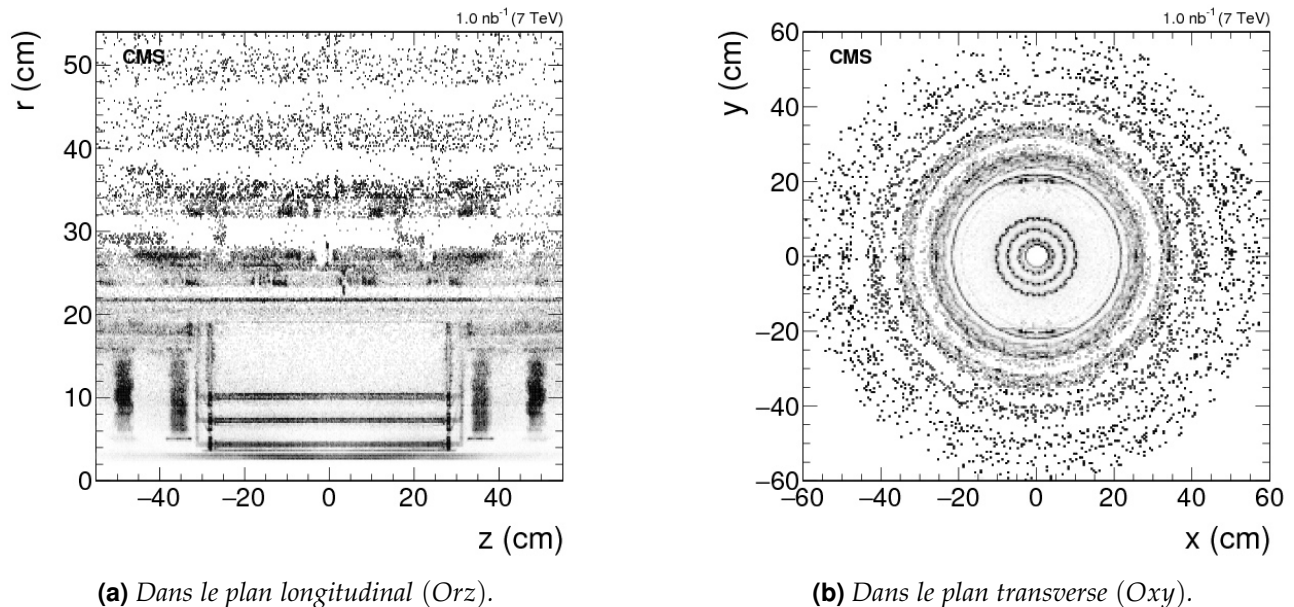 1.0 nb⁻¹ (7 TeV)
CMS
r (cm)
50
40
30
20
10
0
−40 −20 0 20 40
z (cm)
(a) Dans le plan longitudinal (Orz).
1.0 nb⁻¹ (7 TeV)
CMS
y (cm)
60
40
20
0
−20
−40
−60
−60 −40 −20 0 20 40 60
x (cm)
(b) Dans le plan transverse (Oxy).